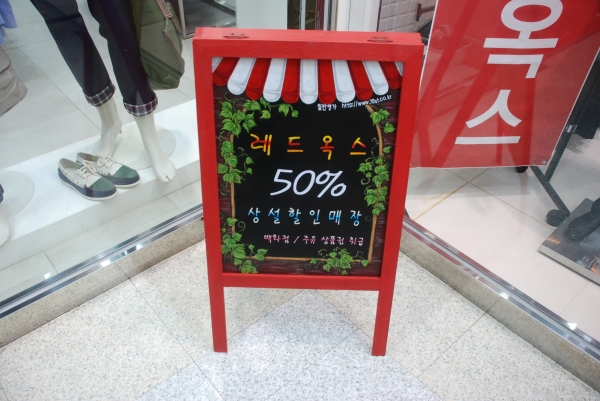 레드옥스
50%
상설할인매장
백화점 / 주유 상품권 취급
옥스